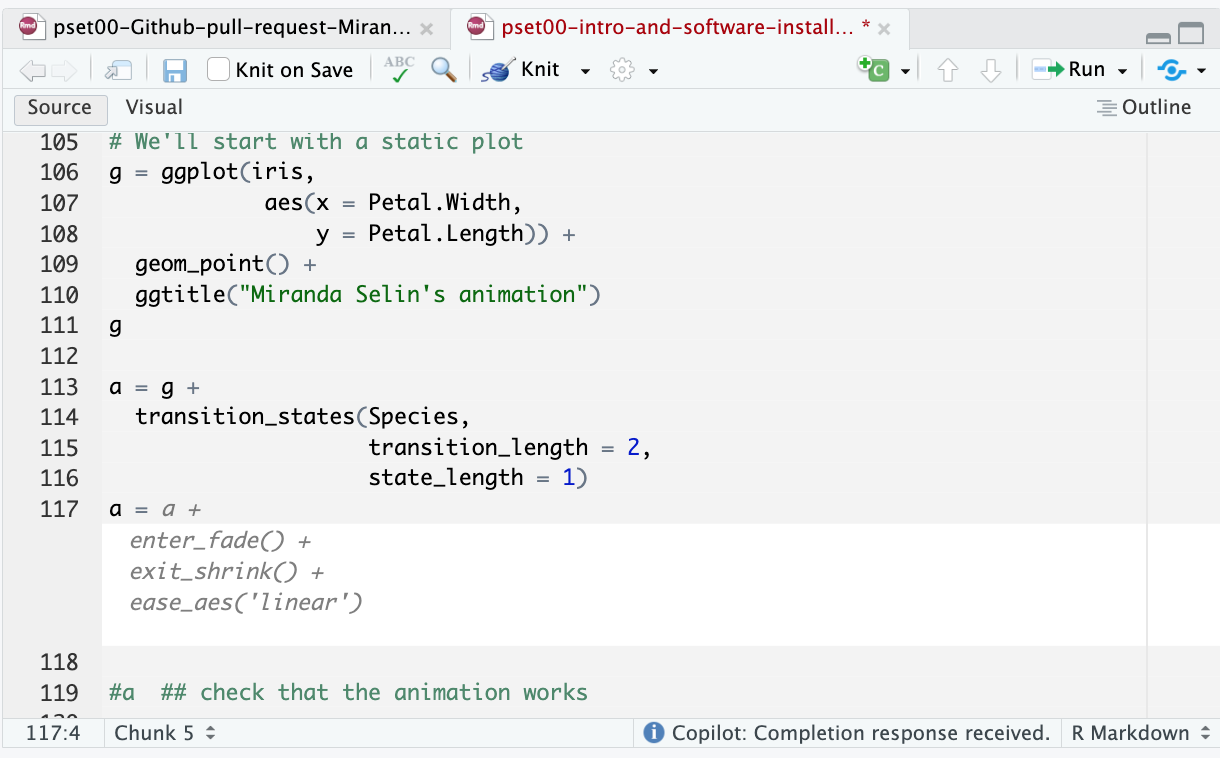 pset00-Github-pull-request-Miran... pset00-intro-and-software-install... *
Knit on Save ABC Knit Run
Source Visual Outline
105 # We'll start with a static plot
106 g = ggplot(iris,
107 aes(x = Petal.Width,
108 y = Petal.Length)) +
109 geom_point() +
110 ggtitle("Miranda Selin's animation")
111 g
112
113 a = g +
114 transition_states(Species,
115 transition_length = 2,
116 state_length = 1)
117 a = a +
enter_fade() +
exit_shrink() +
ease_aes('linear')
118
119 #a ## check that the animation works
117:4 Chunk 5 Copilot: Completion response received. R Markdown